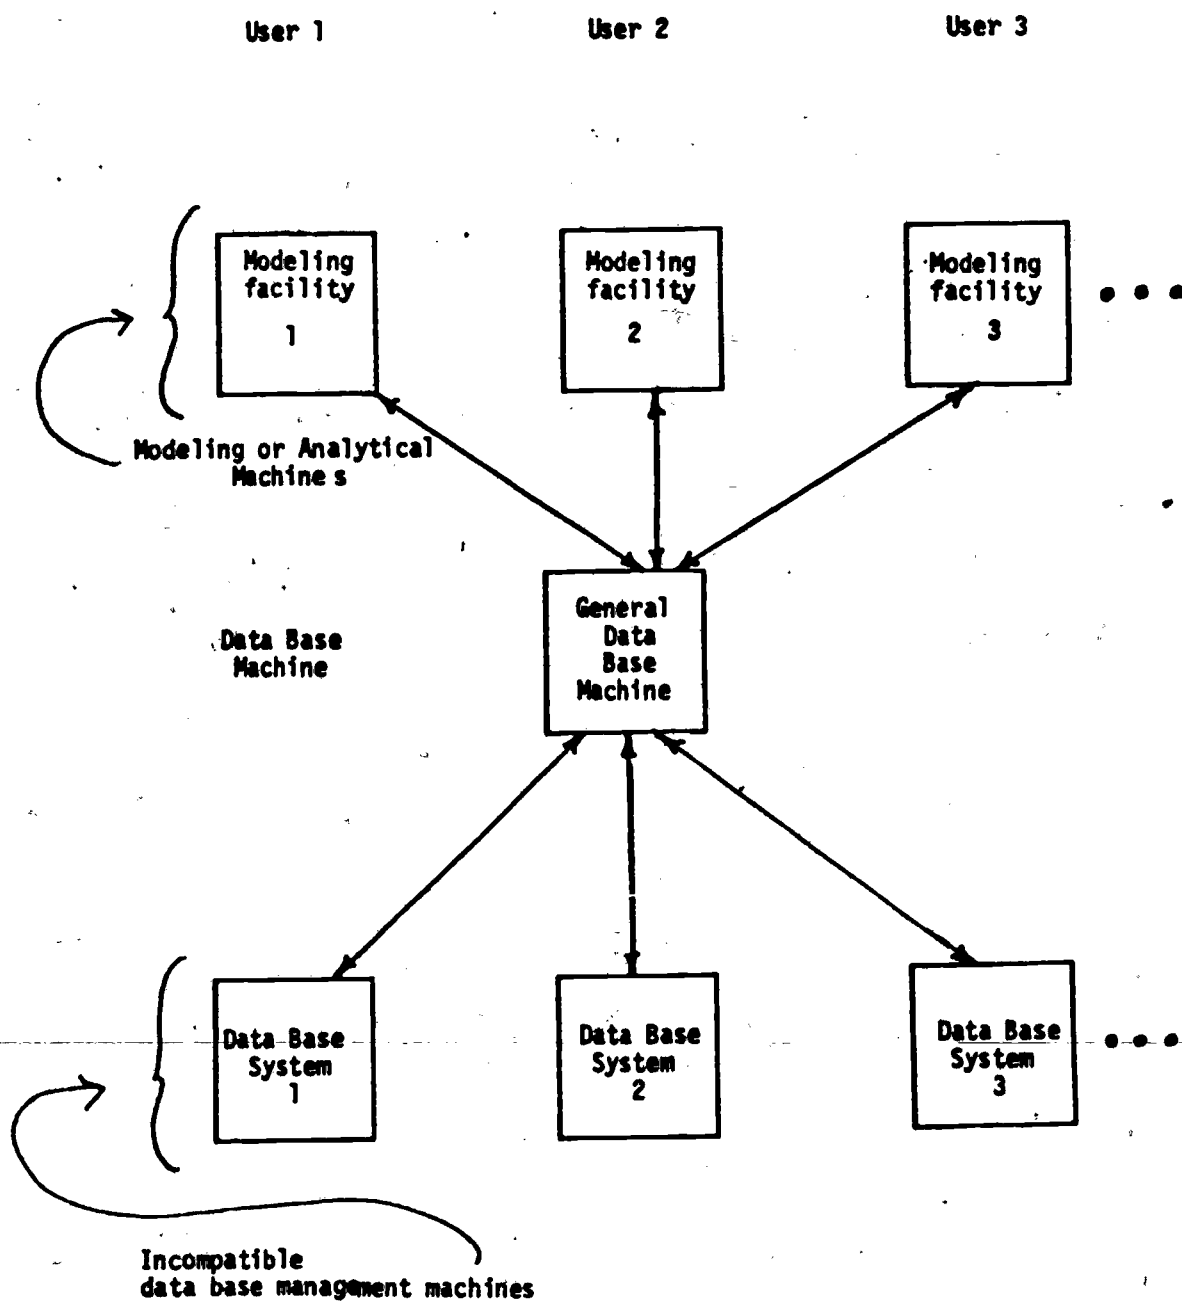 User 1
User 2
User 3
Modeling
facility
1
Modeling
facility
2
Modeling
facility
3
Modeling or Analytical
Machines
Data Base
Machine
General
Data
Base
Machine
Data Base
System
1
Data Base
System
2
Data Base
System
3
Incompatible
data base management machines